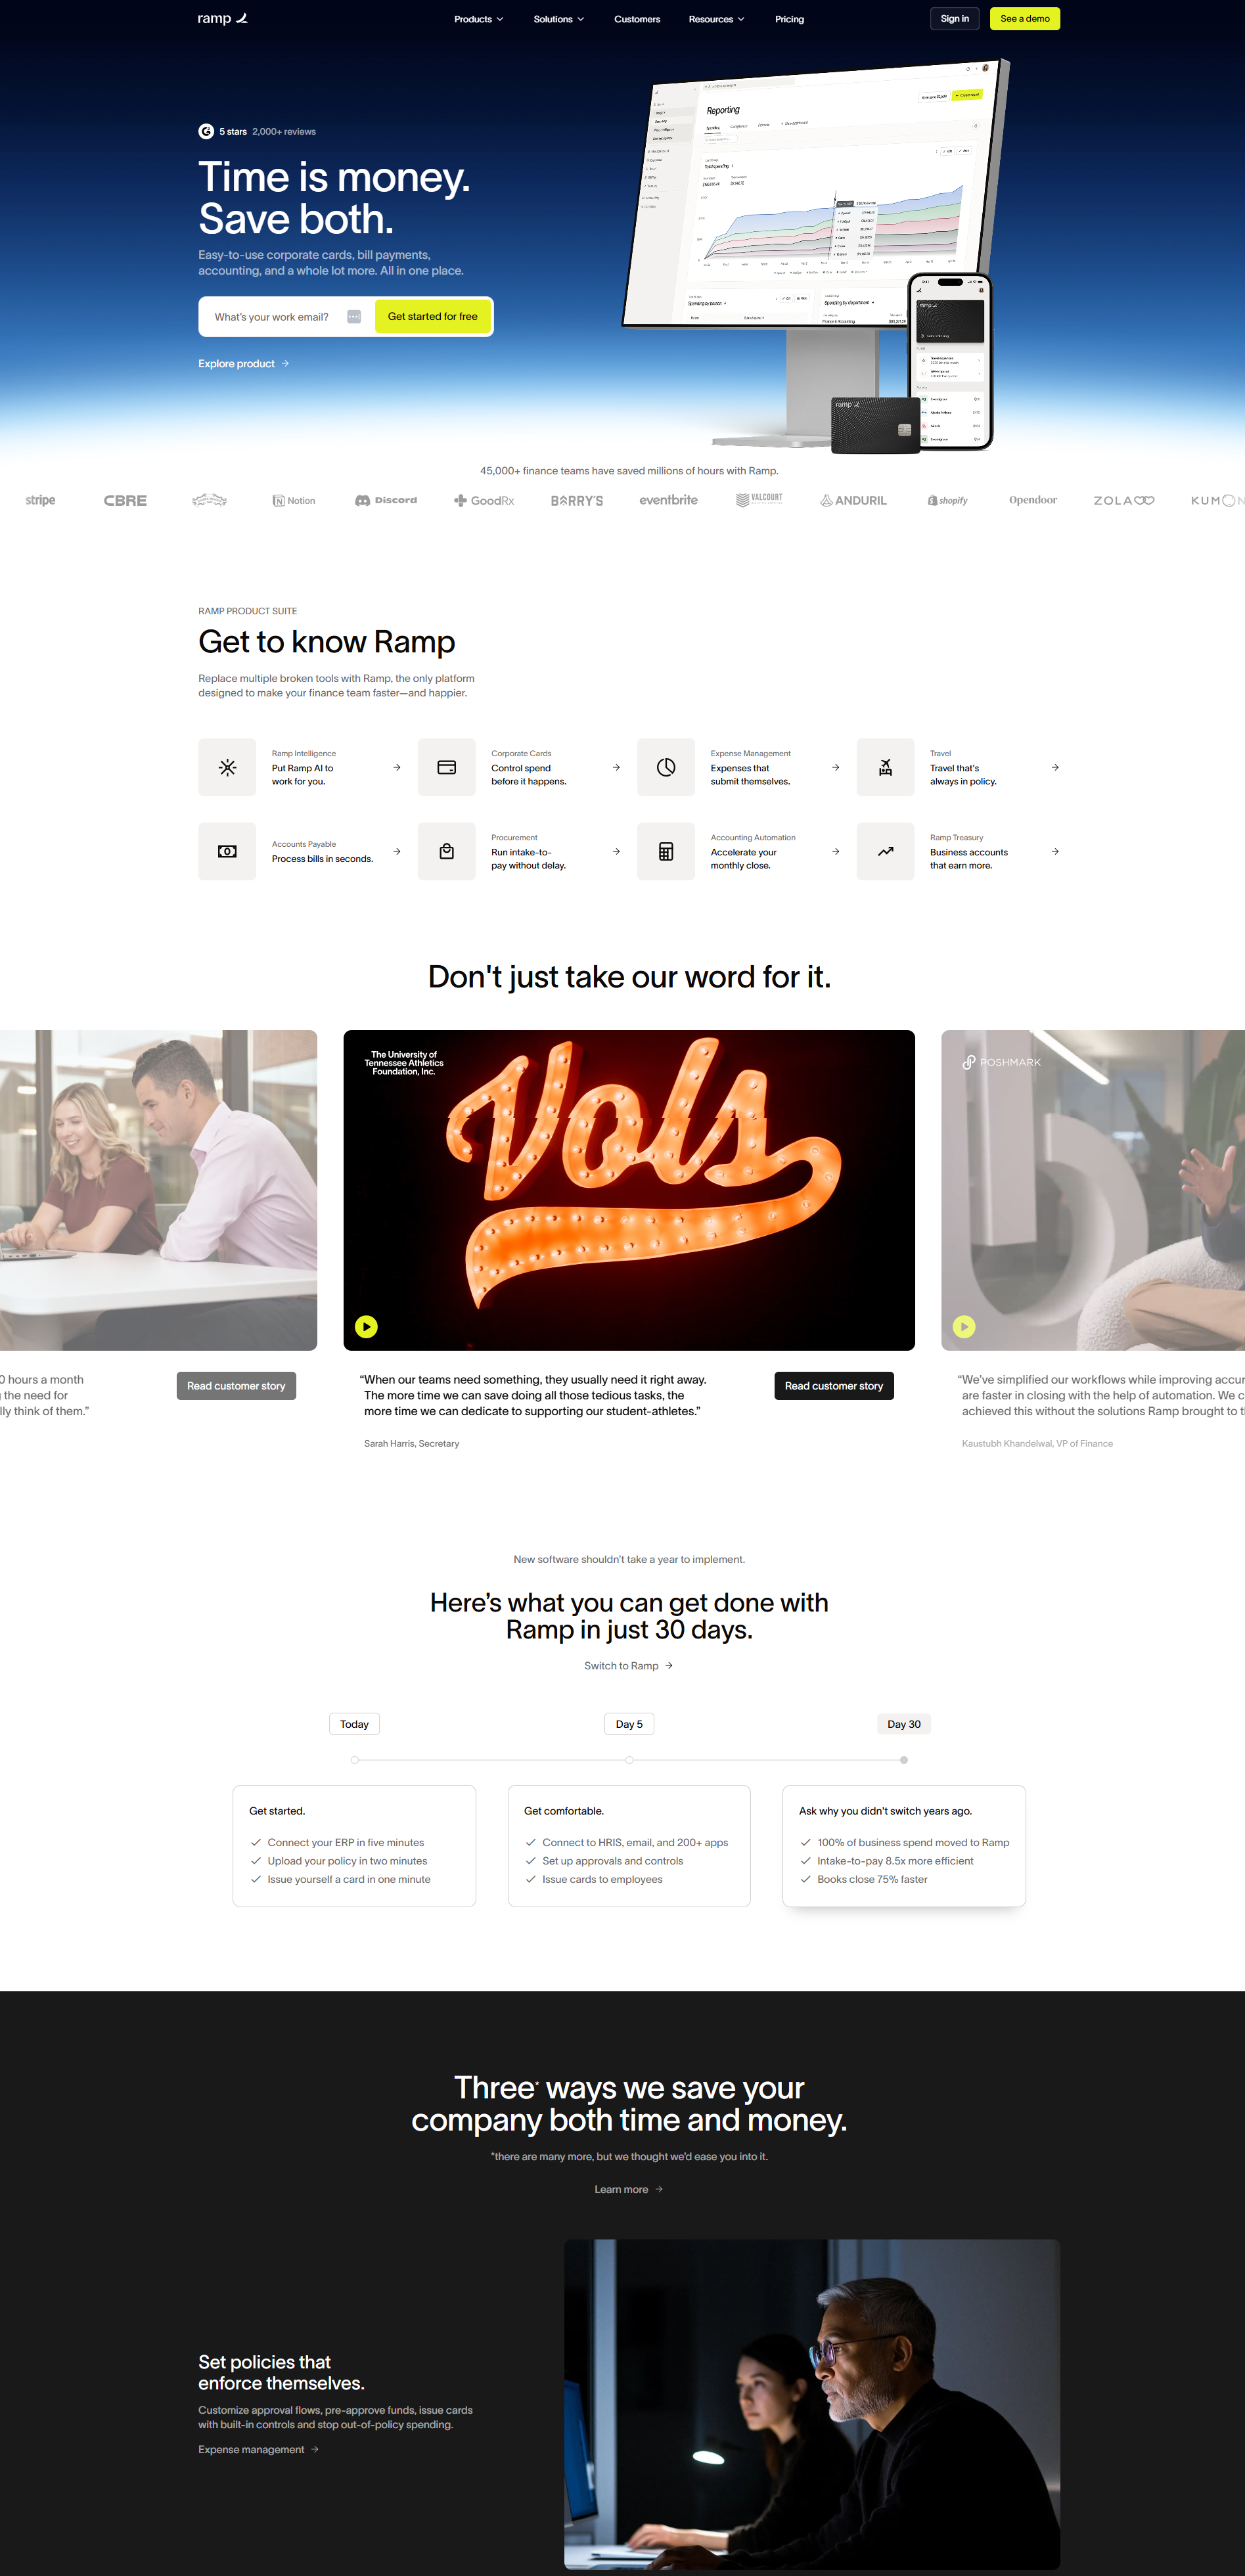 ramp
Products
Solutions
Customers
Resources
Pricing
Sign in
See a demo
5 stars 2,000+ reviews
Time is money.
Save both.
Easy-to-use corporate cards, bill payments,
accounting, and a whole lot more. All in one place.
What's your work email?
Get started for free
Explore product
Reporting
ramp
45,000+ finance teams have saved millions of hours with Ramp.
stripe
CBRE
Notion
Discord
GoodRx
BARRY'S
eventbrite
VALCOURT
ANDURIL
shopify
Opendoor
ZOLA
KUMON
RAMP PRODUCT SUITE
Get to know Ramp
Replace multiple broken tools with Ramp, the only platform
designed to make your finance team faster—and happier.
Ramp Intelligence
Put Ramp AI to
work for you.
Corporate Cards
Control spend
before it happens.
Expense Management
Expenses that
submit themselves.
Travel
Travel that's
always in policy.
Accounts Payable
Process bills in seconds.
Procurement
Run intake-to-
pay without delay.
Accounting Automation
Accelerate your
monthly close.
Ramp Treasury
Business accounts
that earn more.
Don't just take our word for it.
The University of
Tennessee Athletics
Foundation, Inc.
Vols
POSHMARK
0 hours a month
the need for
lly think of them.”
Read customer story
“When our teams need something, they usually need it right away.
The more time we can save doing all those tedious tasks, the
more time we can dedicate to supporting our student-athletes.”
Sarah Harris, Secretary
Read customer story
“We’ve simplified our workflows while improving accur
are faster in closing with the help of automation. We c
achieved this without the solutions Ramp brought to t
Kaustubh Khandelwal, VP of Finance
New software shouldn't take a year to implement.
Here’s what you can get done with
Ramp in just 30 days.
Switch to Ramp
Today
Day 5
Day 30
Get started.
Connect your ERP in five minutes
Upload your policy in two minutes
Issue yourself a card in one minute
Get comfortable.
Connect to HRIS, email, and 200+ apps
Set up approvals and controls
Issue cards to employees
Ask why you didn't switch years ago.
100% of business spend moved to Ramp
Intake-to-pay 8.5x more efficient
Books close 75% faster
Three* ways we save your
company both time and money.
*there are many more, but we thought we’d ease you into it.
Learn more
Set policies that
enforce themselves.
Customize approval flows, pre-approve funds, issue cards
with built-in controls and stop out-of-policy spending.
Expense management